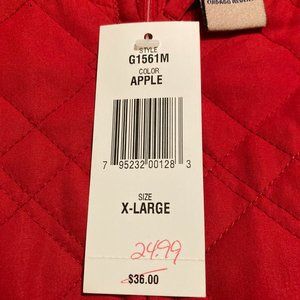 STYLE
G1561M
COLOR
APPLE
7 95232 00128 3
SIZE
X-LARGE
24.99
$36.00